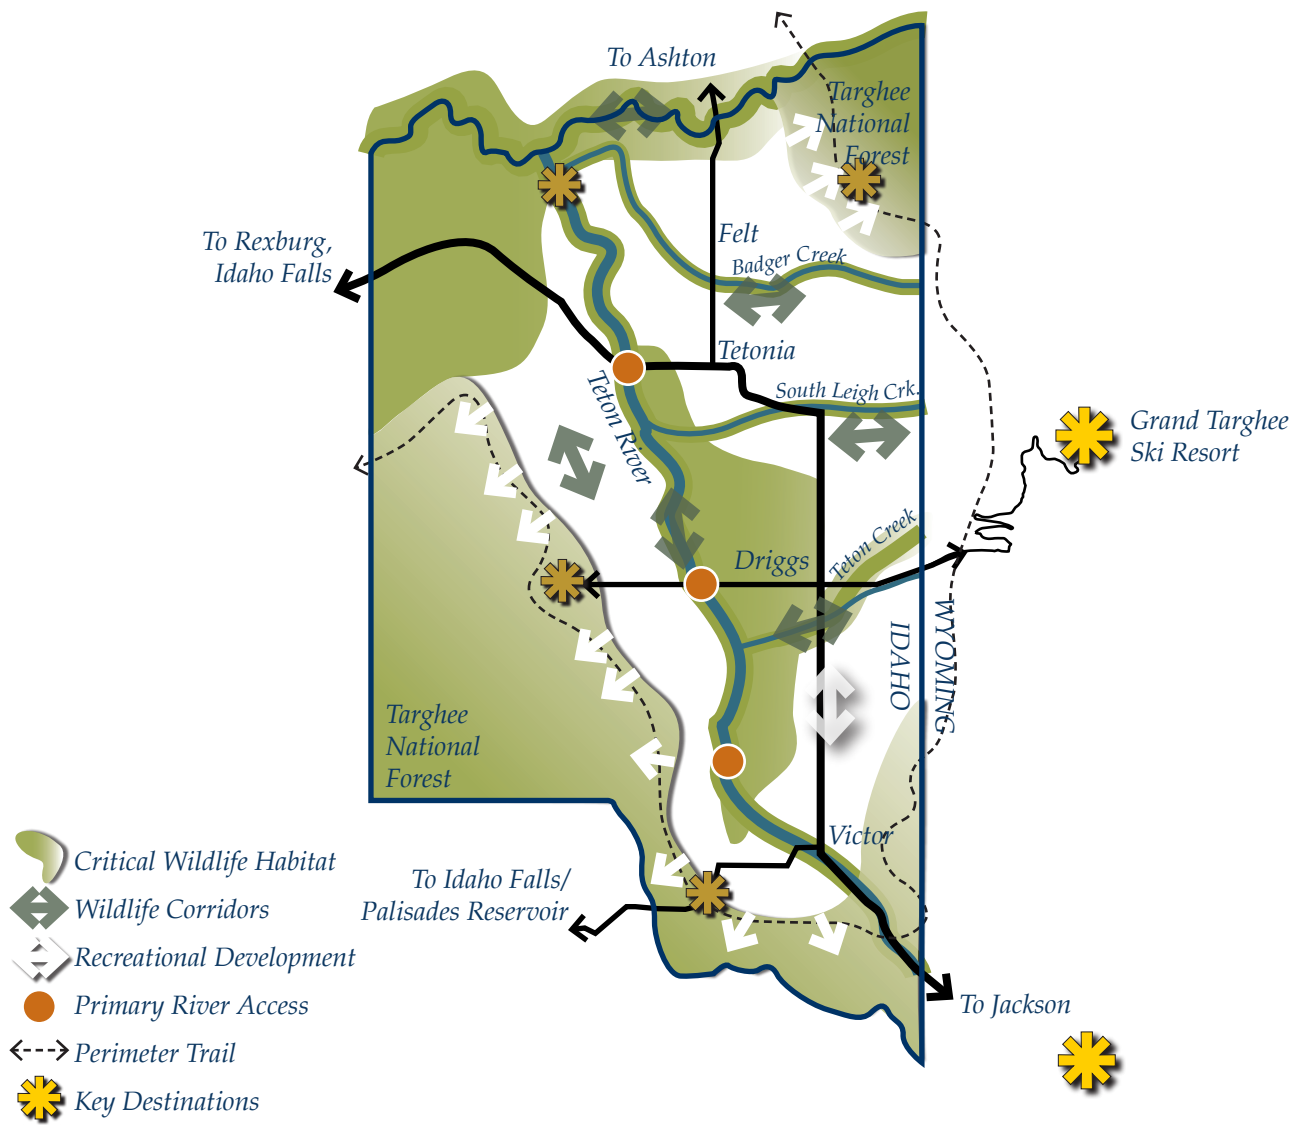 To Ashton
Targhee
National
Forest
To Rexburg,
Idaho Falls
Felt
Badger Creek
Tetonia
Teton River
South Leigh Crk.
Grand Targhee
Ski Resort
Driggs
Teton Creek
IDAHO
WYOMING
Targhee
National
Forest
Victor
To Idaho Falls/
Palisades Reservoir
To Jackson
Critical Wildlife Habitat
Wildlife Corridors
Recreational Development
Primary River Access
Perimeter Trail
Key Destinations